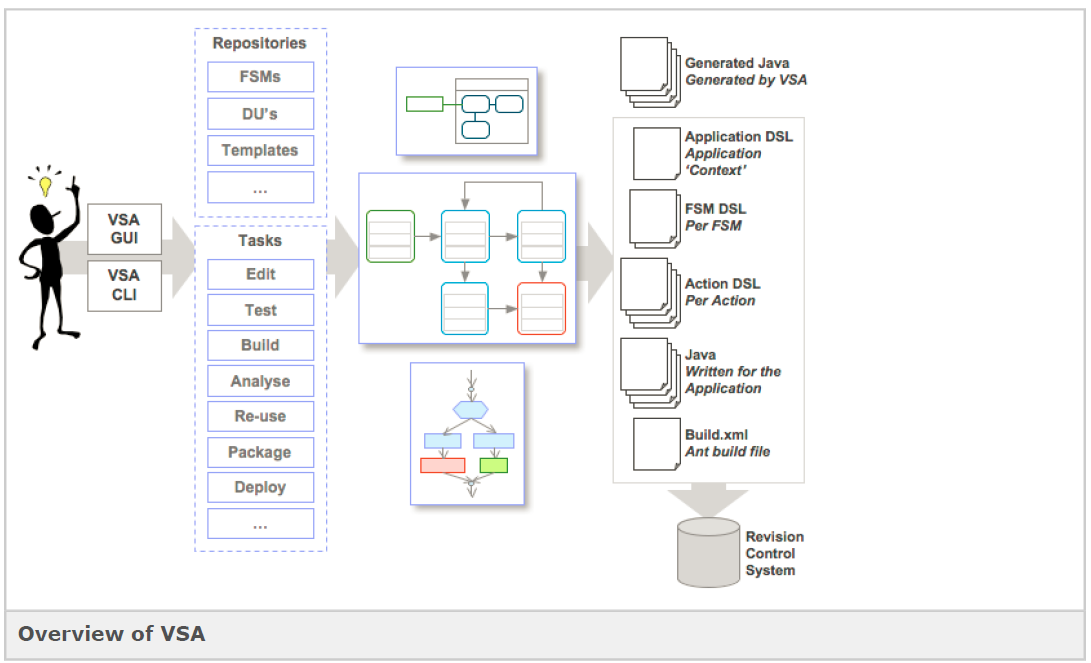 VSA
GUI
VSA
CLI
Repositories
FSMs
DU's
Templates
...
Tasks
Edit
Test
Build
Analyse
Re-use
Package
Deploy
...
Generated Java
Generated by VSA
Application DSL
Application
‘Context’
FSM DSL
Per FSM
Action DSL
Per Action
Java
Written for the
Application
Build.xml
Ant build file
Revision
Control
System
Overview of VSA